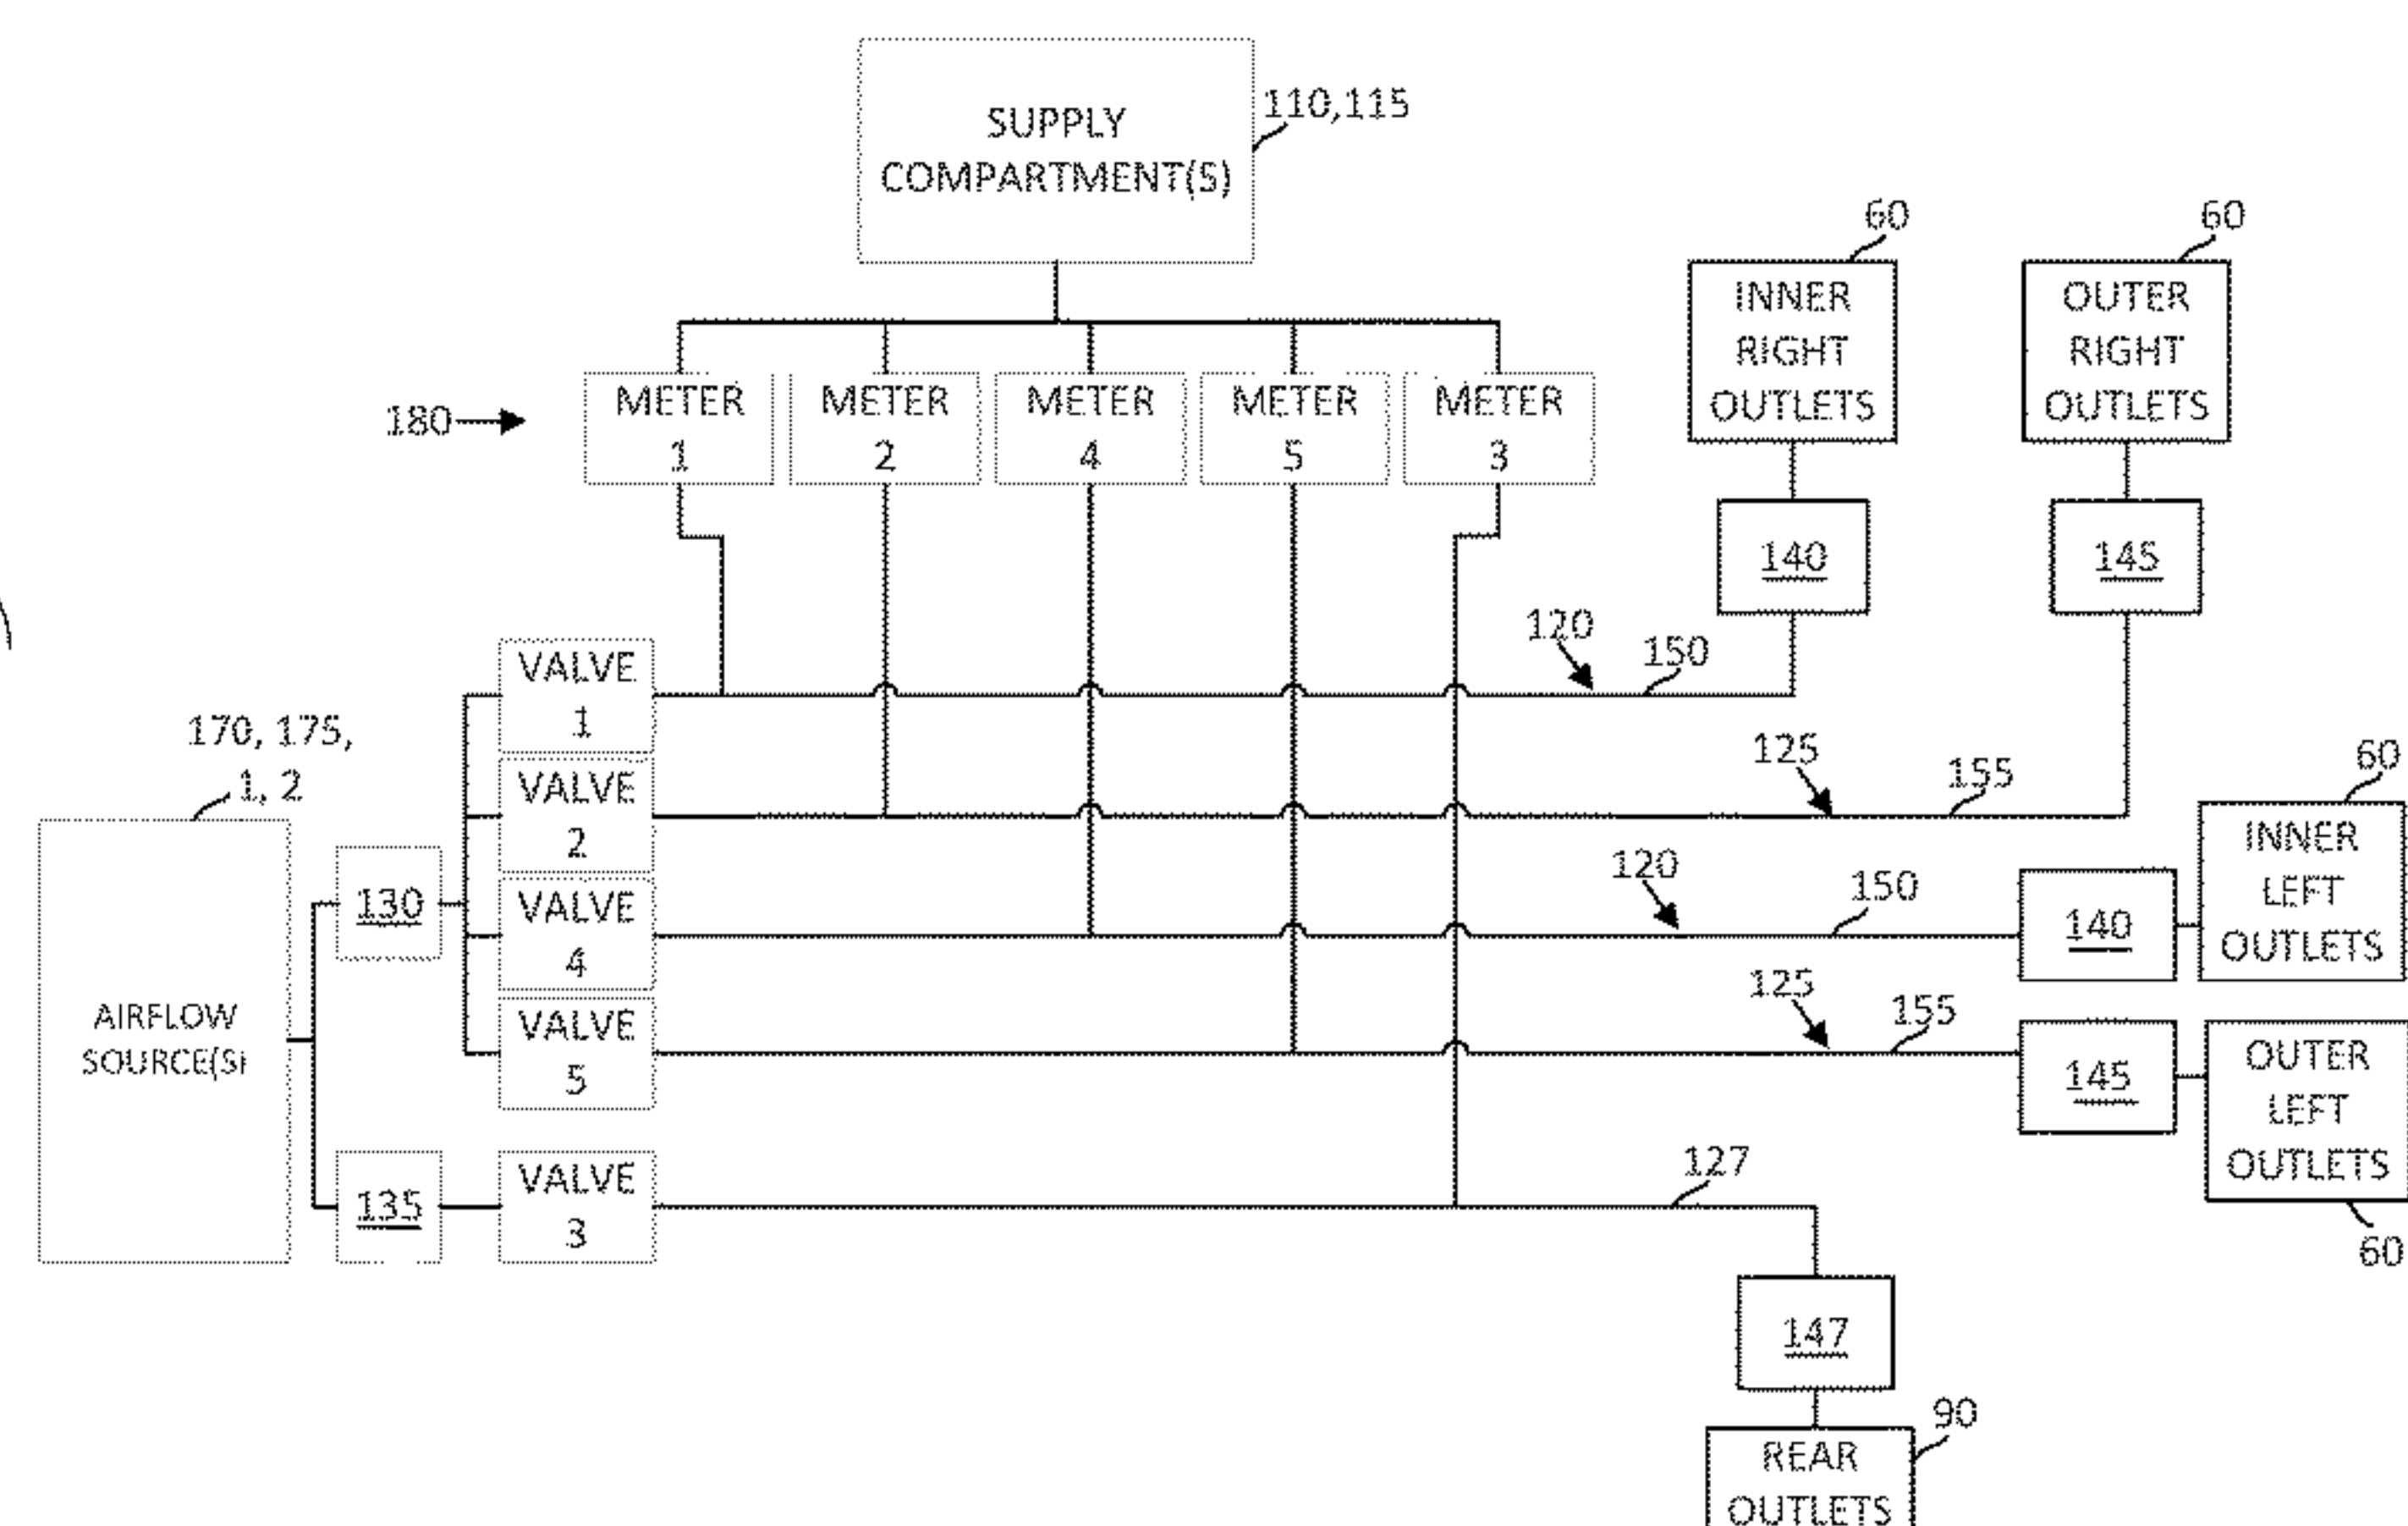 SUPPLY
COMPARTMENT(S)
110,115
60
60
INNER
RIGHT
OUTLETS
OUTER
RIGHT
OUTLETS
180
METER
1
METER
2
METER
4
METER
5
METER
3
140
145
120
150
VALVE
1
170, 175,
1, 2
125
155
60
VALVE
2
INNER
LEFT
OUTLETS
120
150
130
VALVE
4
140
AIRFLOW
SOURCE(S)
125
155
VALVE
5
145
OUTER
LEFT
OUTLETS
60
135
VALVE
3
127
147
90
REAR
OUTLETS